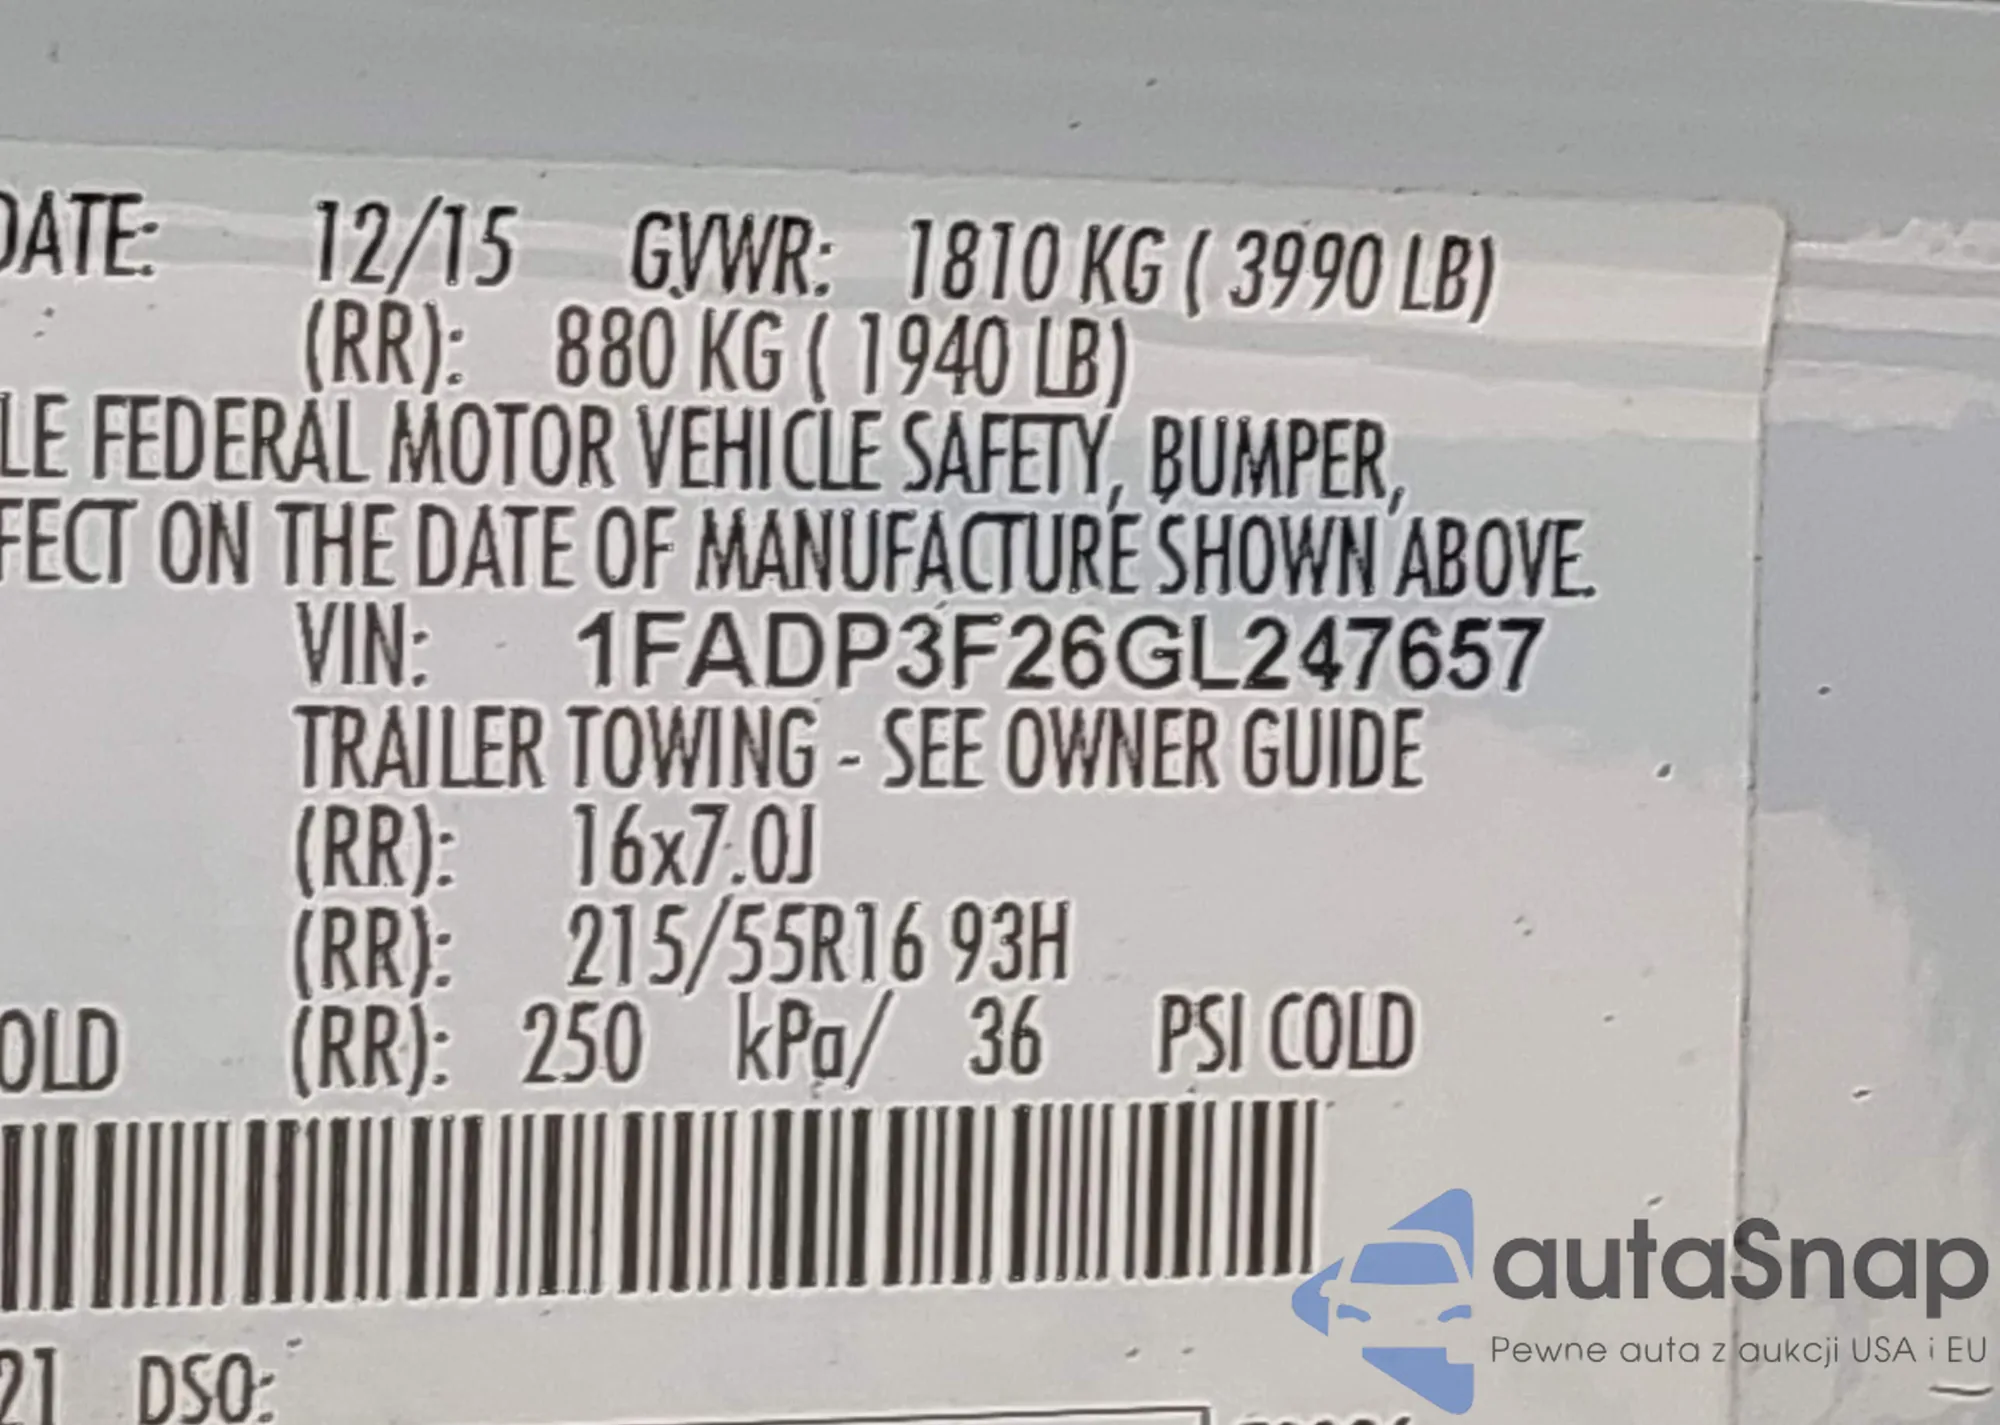 DATE: 12/15 GVWR: 1810 KG ( 3990 LB)
(RR): 880 KG ( 1940 LB)
LE FEDERAL MOTOR VEHICLE SAFETY, BUMPER,
FECT ON THE DATE OF MANUFACTURE SHOWN ABOVE.
VIN: 1FADP3F26GL247657
TRAILER TOWING - SEE OWNER GUIDE
(RR): 16x7.0J
(RR): 215/55R16 93H
OLD (RR): 250 kPa/ 36 PSI COLD
21 DSO:
autaSnap
Pewne auta z aukcji USA i EU